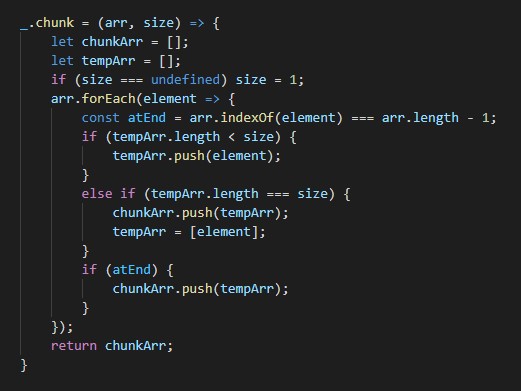 _.chunk = (arr, size) => {
    let chunkArr = [];
    let tempArr = [];
    if (size === undefined) size = 1;
    arr.forEach(element => {
        const atEnd = arr.indexOf(element) === arr.length - 1;
        if (tempArr.length < size) {
            tempArr.push(element);
        }
        else if (tempArr.length === size) {
            chunkArr.push(tempArr);
            tempArr = [element];
        }
        if (atEnd) {
            chunkArr.push(tempArr);
        }
    });
    return chunkArr;
}